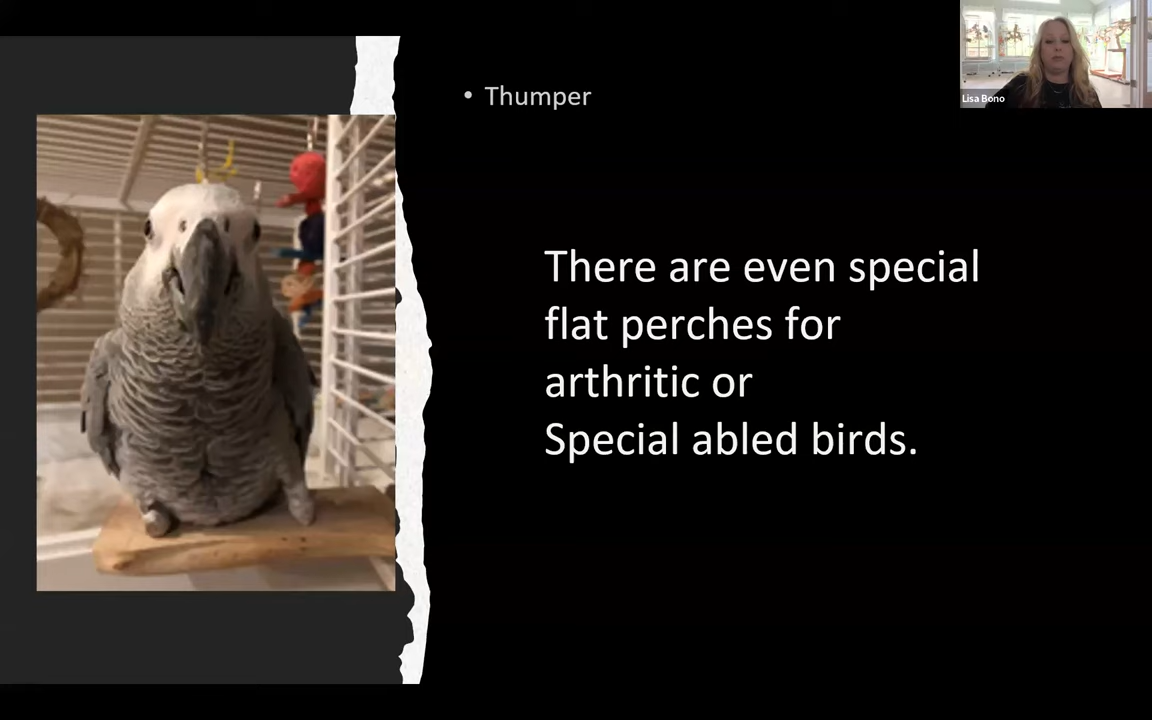 Lisa Bono
• Thumper
There are even special
flat perches for
arthritic or
Special abled birds.